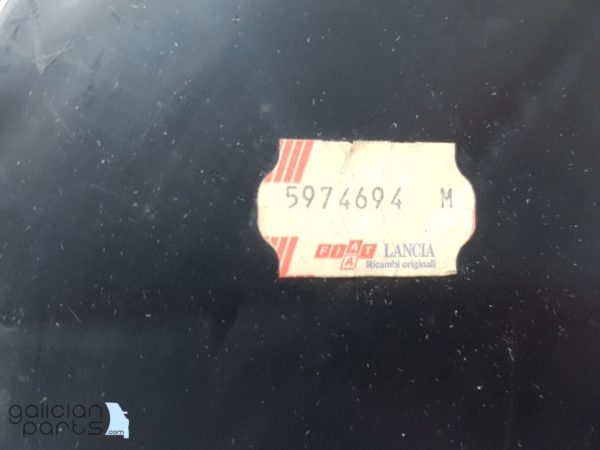 5974694 M
FIAT LANCIA
A Ricambi originali
galician
parts.com